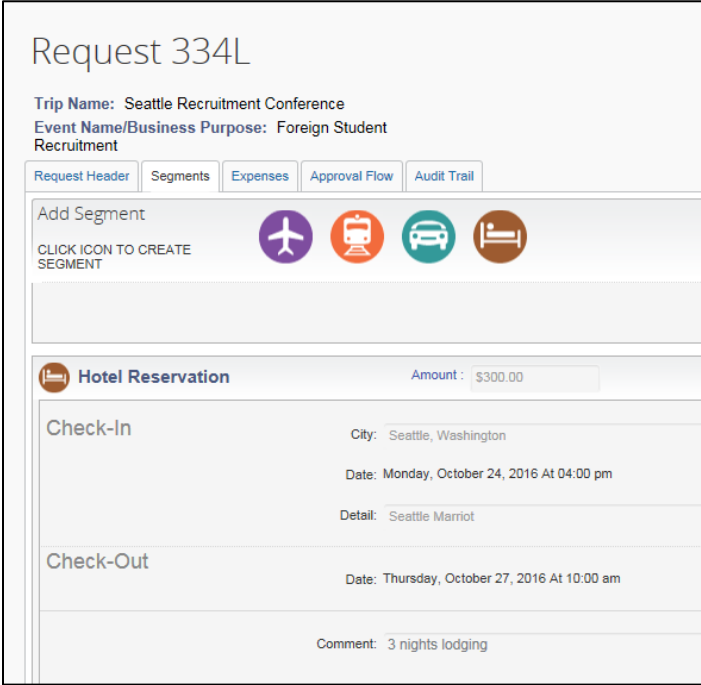 Request 334L
Trip Name: Seattle Recruitment Conference
Event Name/Business Purpose: Foreign Student
Recruitment
Request Header Segments Expenses Approval Flow Audit Trail
Add Segment
CLICK ICON TO CREATE
SEGMENT
Hotel Reservation Amount : $300.00
Check-In
City: Seattle, Washington
Date: Monday, October 24, 2016 At 04:00 pm
Detail: Seattle Marriot
Check-Out
Date: Thursday, October 27, 2016 At 10:00 am
Comment: 3 nights lodging